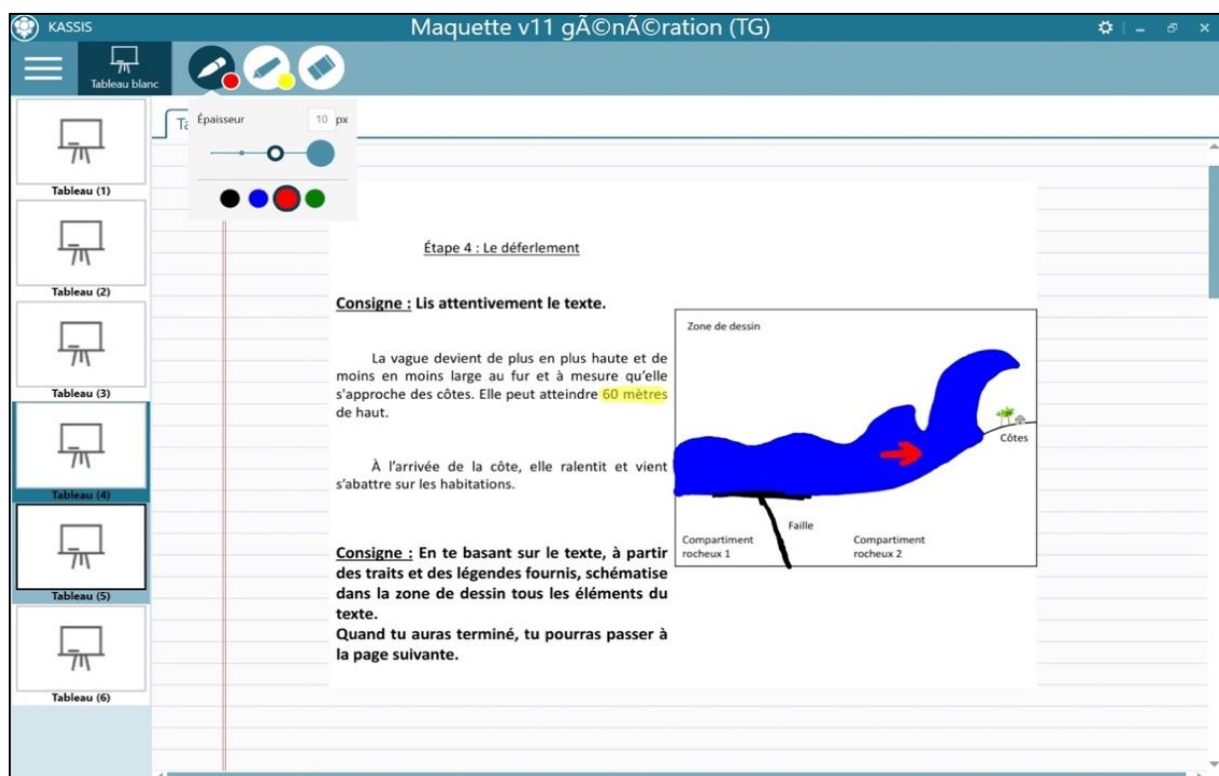 KASSIS
Maquette v11 gÃ©nÃ©ration (TG)
Tableau blanc
Épaisseur
10 px
Ta
Tableau (1)
Tableau (2)
Tableau (3)
Tableau (4)
Tableau (5)
Tableau (6)
Étape 4 : Le déferlement
Consigne : Lis attentivement le texte.
La vague devient de plus en plus haute et de
moins en moins large au fur et à mesure qu'elle
s'approche des côtes. Elle peut atteindre 60 mètres
de haut.
À l'arrivée de la côte, elle ralentit et vient
s'abattre sur les habitations.
Consigne : En te basant sur le texte, à partir
des traits et des légendes fournis, schématise
dans la zone de dessin tous les éléments du
texte.
Quand tu auras terminé, tu pourras passer à
la page suivante.
Zone de dessin
Côtes
Faille
Compartiment
rocheux 1
Compartiment
rocheux 2